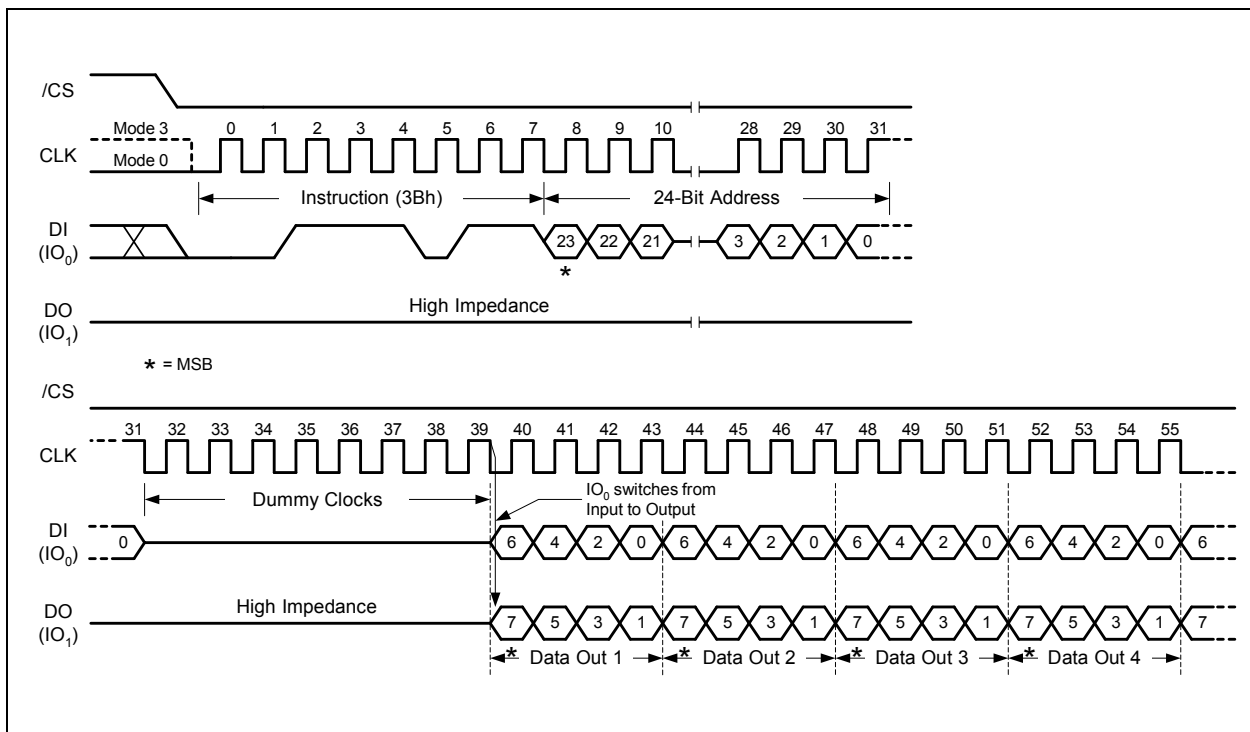 /CS
Mode 3 0 1 2 3 4 5 6 7 8 9 10 28 29 30 31
CLK
Mode 0
Instruction (3Bh) 24-Bit Address
DI
(IO0) 23 22 21 3 2 1 0
*
High Impedance
DO
(IO1)
* = MSB
/CS
31 32 33 34 35 36 37 38 39 40 41 42 43 44 45 46 47 48 49 50 51 52 53 54 55
CLK
Dummy Clocks
IO0 switches from
Input to Output
DI
(IO0) 0 6 4 2 0 6 4 2 0 6 4 2 0 6 4 2 0 6
High Impedance
DO
(IO1) 7 5 3 1 7 5 3 1 7 5 3 1 7 5 3 1 7
* Data Out 1 * Data Out 2 * Data Out 3 * Data Out 4